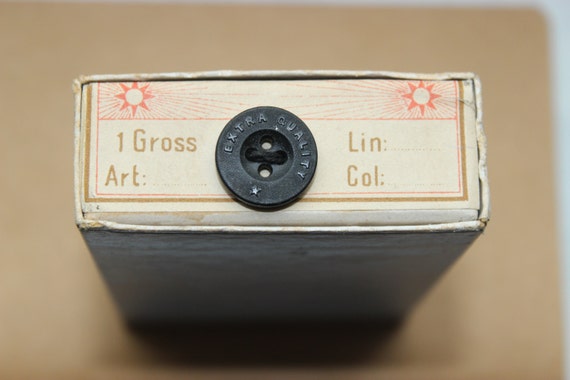 1 Gross
Art:
EXTRA QUALITY
Lin:
Col: